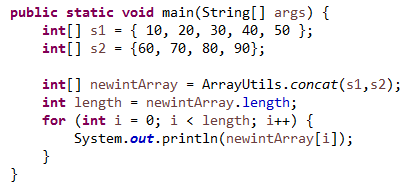 public static void main(String[] args) {
int[] s1 = { 10, 20, 30, 40, 50 };
int[] s2 = {60, 70, 80, 90};
int[] newintArray = ArrayUtils.concat(s1,s2);
int length = newintArray.length;
for (int i = 0; i < length; i++) {
System.out.println(newintArray[i]);
}
}